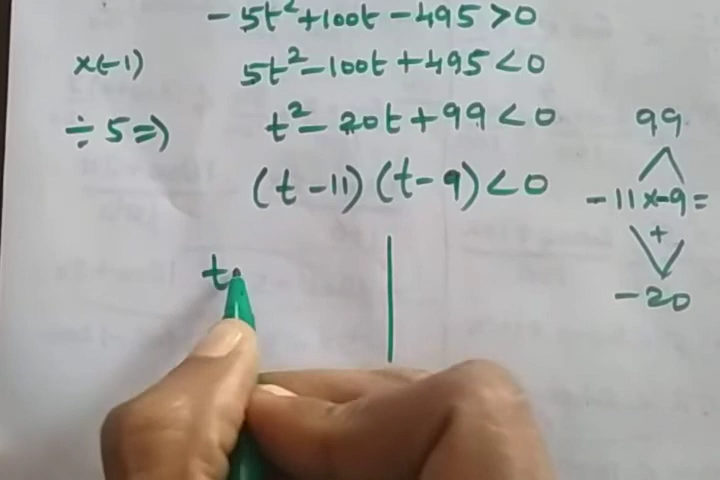 -5t²+100t-495>0
x(-1) 5t²-100t+495<0
÷5=> t²-20t+99<0
(t-11)(t-9)<0
99
-11x-9=
+
-20
t